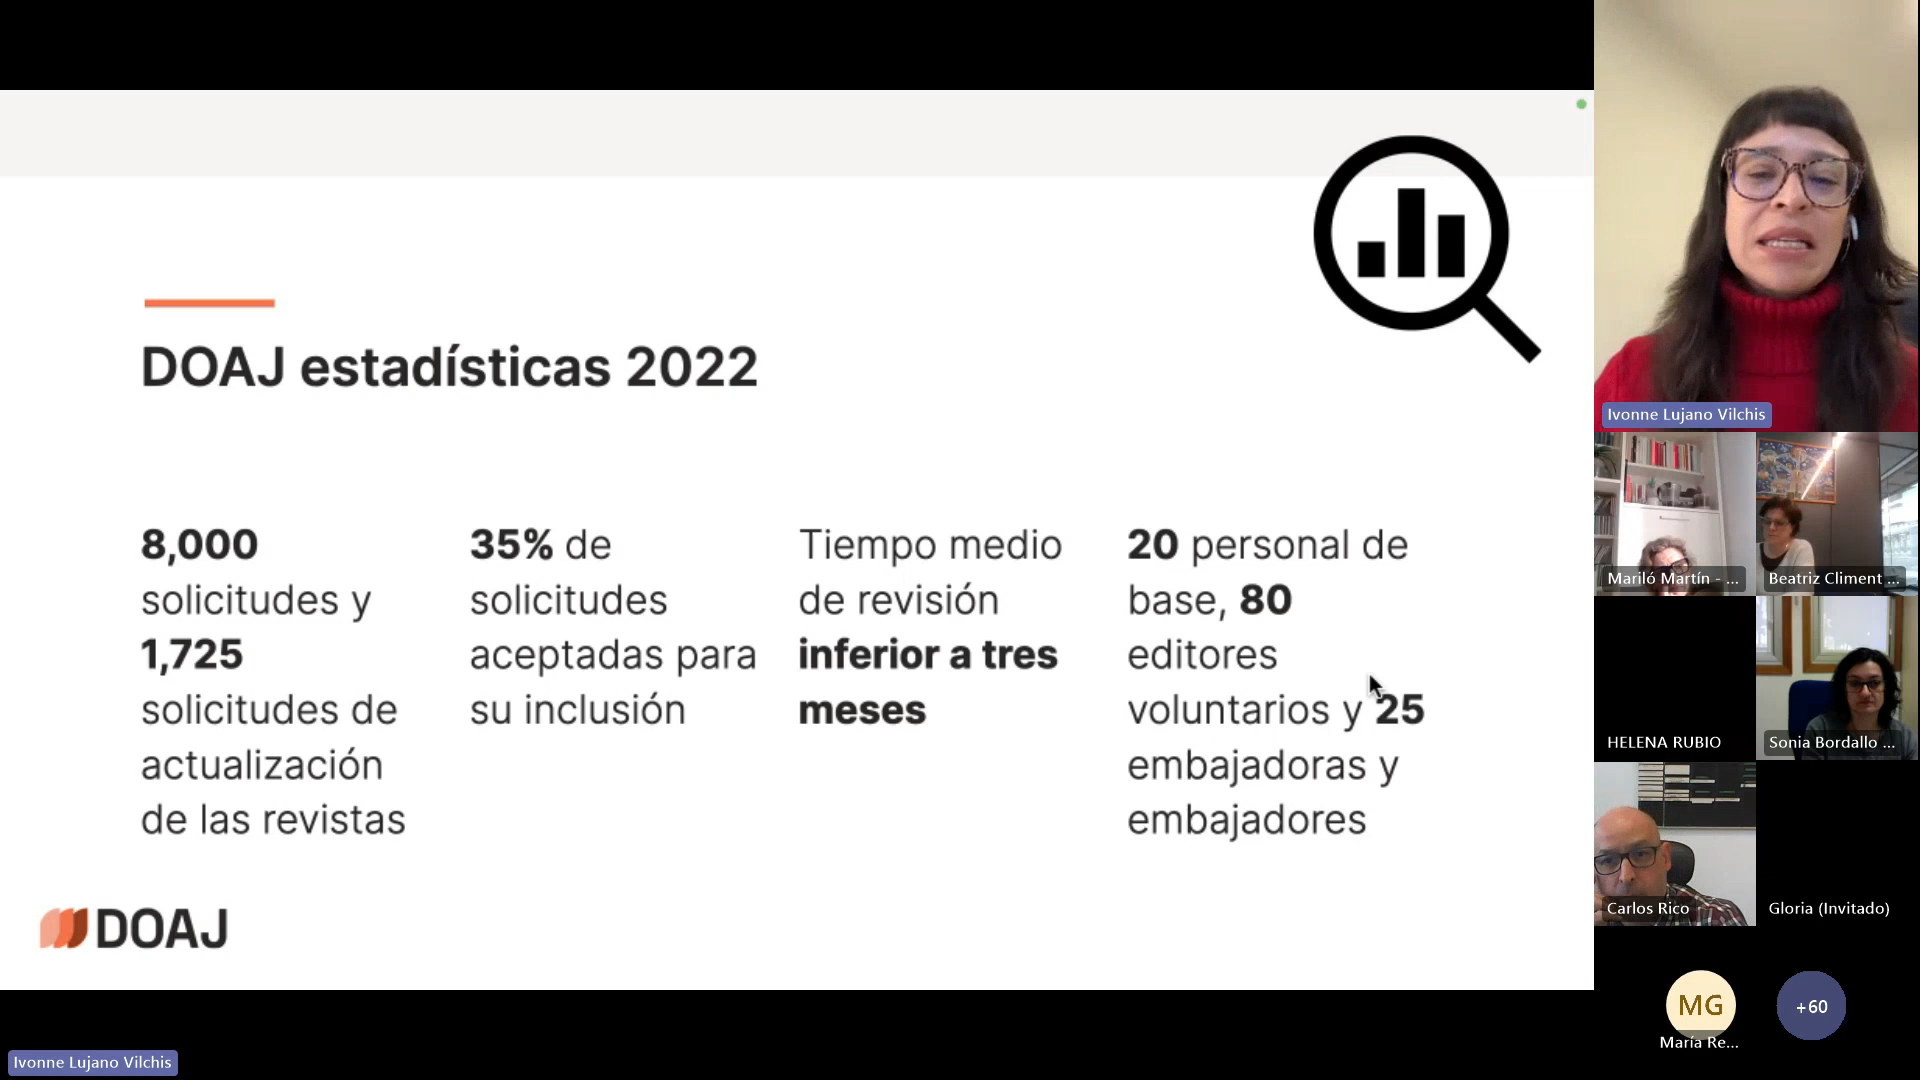 DOAJ estadísticas 2022
8,000
solicitudes y
1,725
solicitudes de
actualización
de las revistas
35% de
solicitudes
aceptadas para
su inclusión
Tiempo medio
de revisión
inferior a tres
meses
20 personal de
base, 80
editores
voluntarios y 25
embajadoras y
embajadores
DOAJ
Ivonne Lujano Vilchis
Ivonne Lujano Vilchis
Mariló Martín - ...
Beatriz Climent ...
HELENA RUBIO
Sonia Bordallo ...
Carlos Rico
Gloria (Invitado)
MG
María Re...
+60